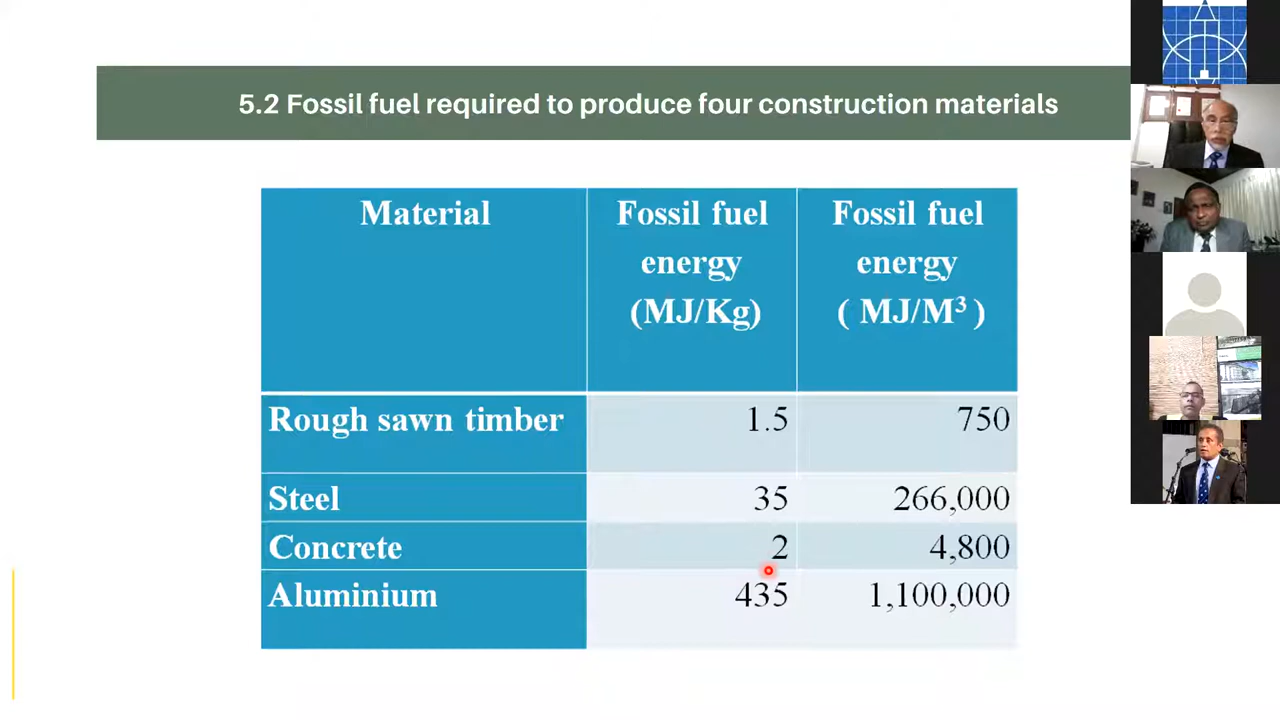 5.2 Fossil fuel required to produce four construction materials
Material
Fossil fuel
energy
(MJ/Kg)
Fossil fuel
energy
( MJ/M³ )
Rough sawn timber 1.5 750
Steel 35 266,000
Concrete 2 4,800
Aluminium 435 1,100,000